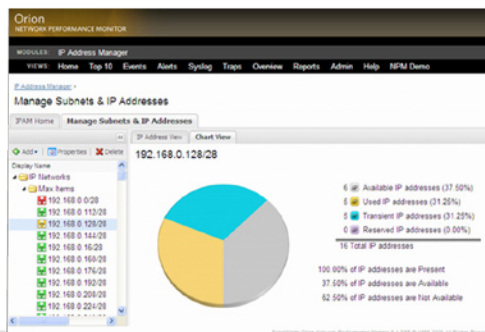 Orion
NETWORK PERFORMANCE MONITOR
MODULES: IP Address Manager
VIEWS: Home Top 10 Events Alerts Syslog Traps Overview Reports Admin Help NPM Demo
IP Address Manager
Manage Subnets & IP Addresses
IPAM Home Manage Subnets & IP Addresses
IP Address View Chart View
Add Properties Delete
192.168.0.128/28
Display Name
IP Networks
Max Items
192.168.0.0/28
192.168.0.112/28
192.168.0.128/28
192.168.0.144/28
192.168.0.16/28
192.168.0.160/28
192.168.0.176/28
192.168.0.192/28
192.168.0.208/28
192.168.0.224/28
6 Available IP addresses (37.50%)
5 Used IP addresses (31.25%)
5 Transient IP addresses (31.25%)
0 Reserved IP addresses (0.00%)
16 Total IP addresses
100.00% of IP addresses are Present
37.50% of IP addresses are Available
62.50% of IP addresses are Not Available